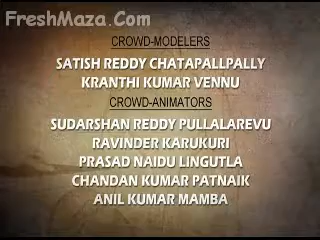 FreshMaza.Com
CROWD-MODELERS
SATISH REDDY CHATAPALLPALLY
KRANTHI KUMAR VENNU
CROWD-ANIMATORS
SUDARSHAN REDDY PULLALAREVU
RAVINDER KARUKURI
PRASAD NAIDU LINGUTLA
CHANDAN KUMAR PATNAIK
ANIL KUMAR MAMBA